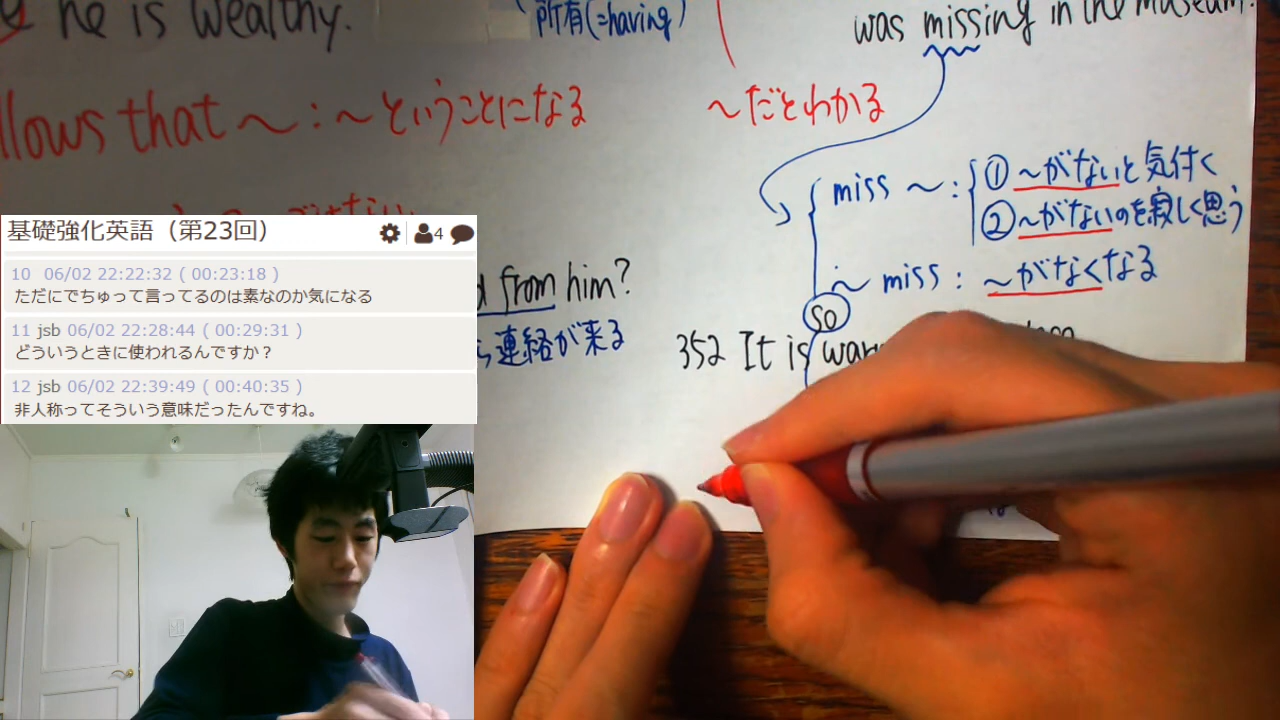 he is wealthy.
所有(=having)
was missing in the museum.
llows that ～：～ということになる
～だとわかる
miss ～：
①～がないと気付く
②～がないのを寂しく思う
～ miss：～がなくなる
so
from him?
連絡が来る
352 It is
基礎強化英語（第23回）
4
10 06/02 22:22:32 ( 00:23:18 )
ただにでちゅって言ってるのは素なのか気になる
11 jsb 06/02 22:28:44 ( 00:29:31 )
どういうときに使われるんですか？
12 jsb 06/02 22:39:49 ( 00:40:35 )
非人称ってそういう意味だったんですね。